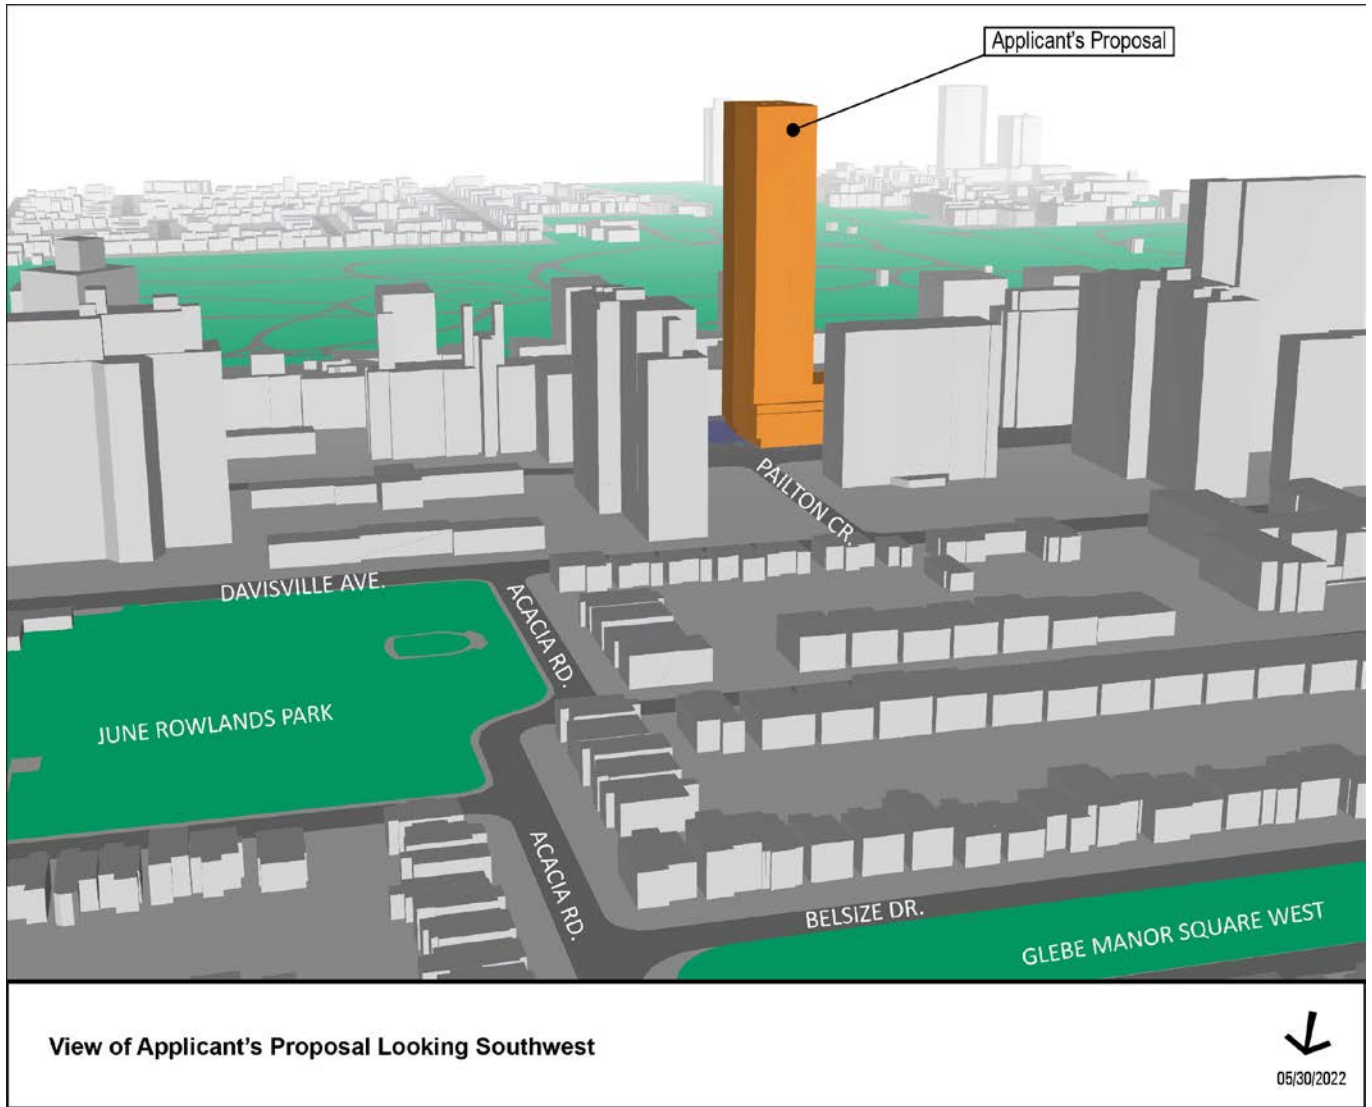 Applicant's Proposal
PAILTON CR.
DAVISVILLE AVE.
ACACIA RD.
JUNE ROWLANDS PARK
ACACIA RD.
BELSIZE DR.
GLEBE MANOR SQUARE WEST
View of Applicant's Proposal Looking Southwest
05/30/2022